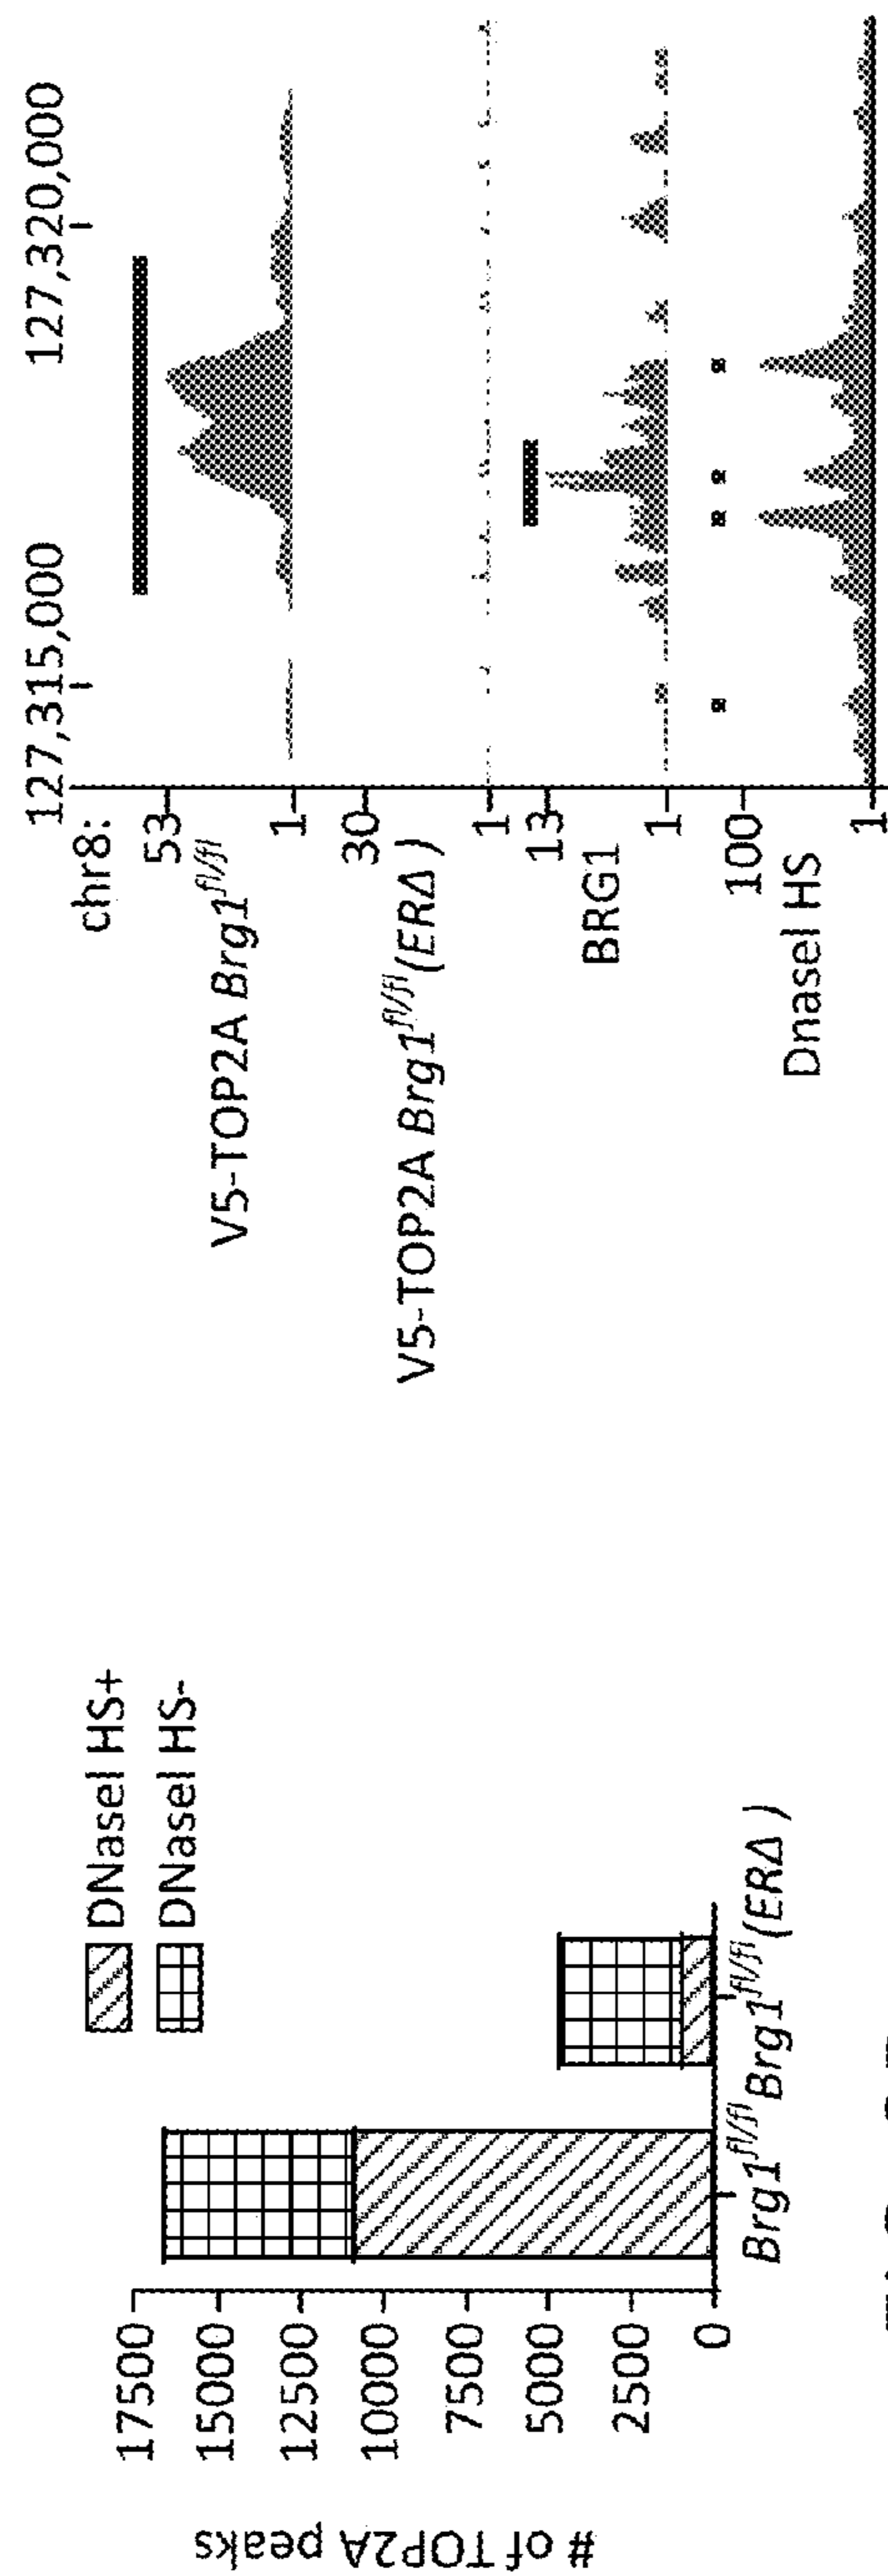 # of TOP2A peaks
17500
15000
12500
10000
7500
5000
2500
0
DNaseI HS+
DNaseI HS-
Brg1fl/fl Brg1fl/fl(ERΔ)
127,315,000
127,320,000
chr8:
53
V5-TOP2A Brg1fl/fl
1
30
V5-TOP2A Brg1fl/fl(ERΔ)
1
13
BRG1
1
100
DnaseI HS
1